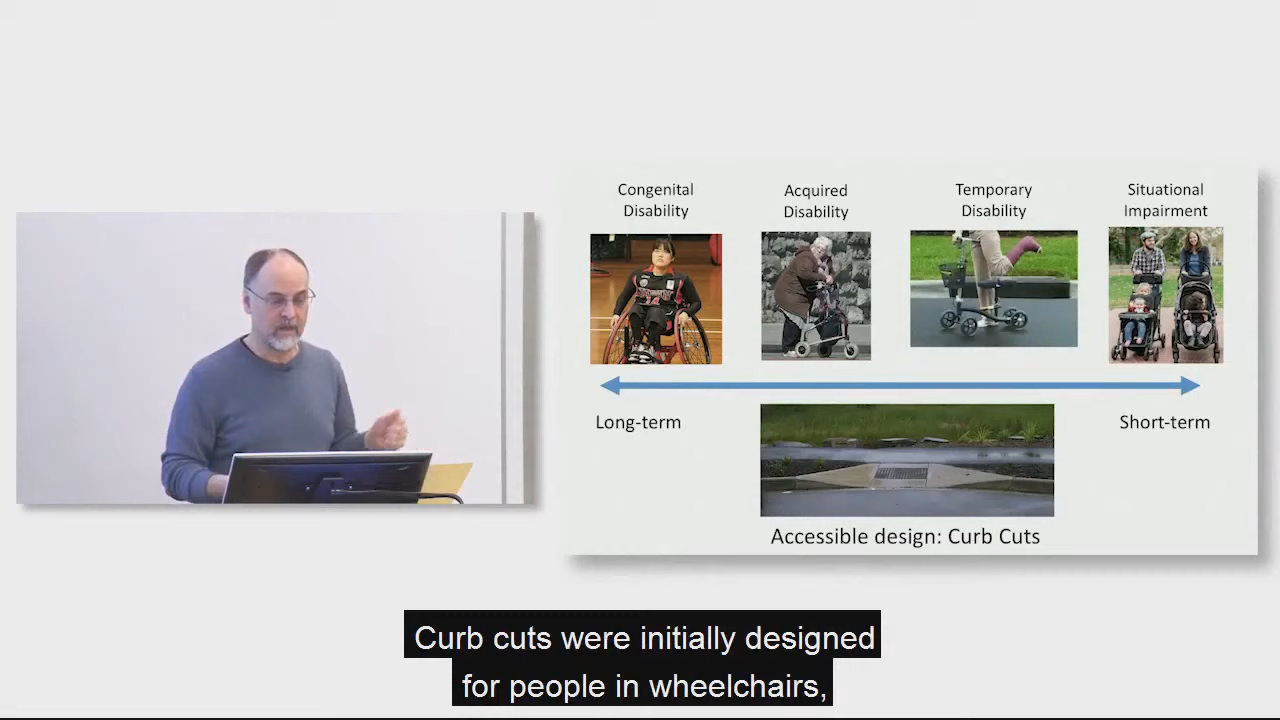 Congenital
Disability
Acquired
Disability
Temporary
Disability
Situational
Impairment
Long-term
Short-term
Accessible design: Curb Cuts
Curb cuts were initially designed
for people in wheelchairs,